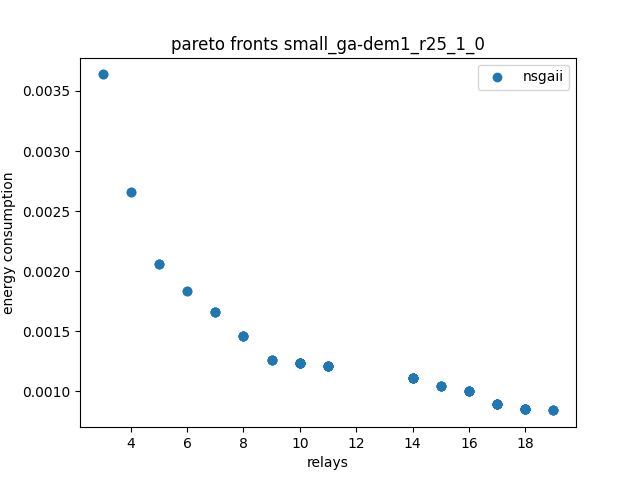 pareto fronts small_ga-dem1_r25_1_0
nsgaii
energy consumption
0.0035
0.0030
0.0025
0.0020
0.0015
0.0010
4 6 8 10 12 14 16 18
relays